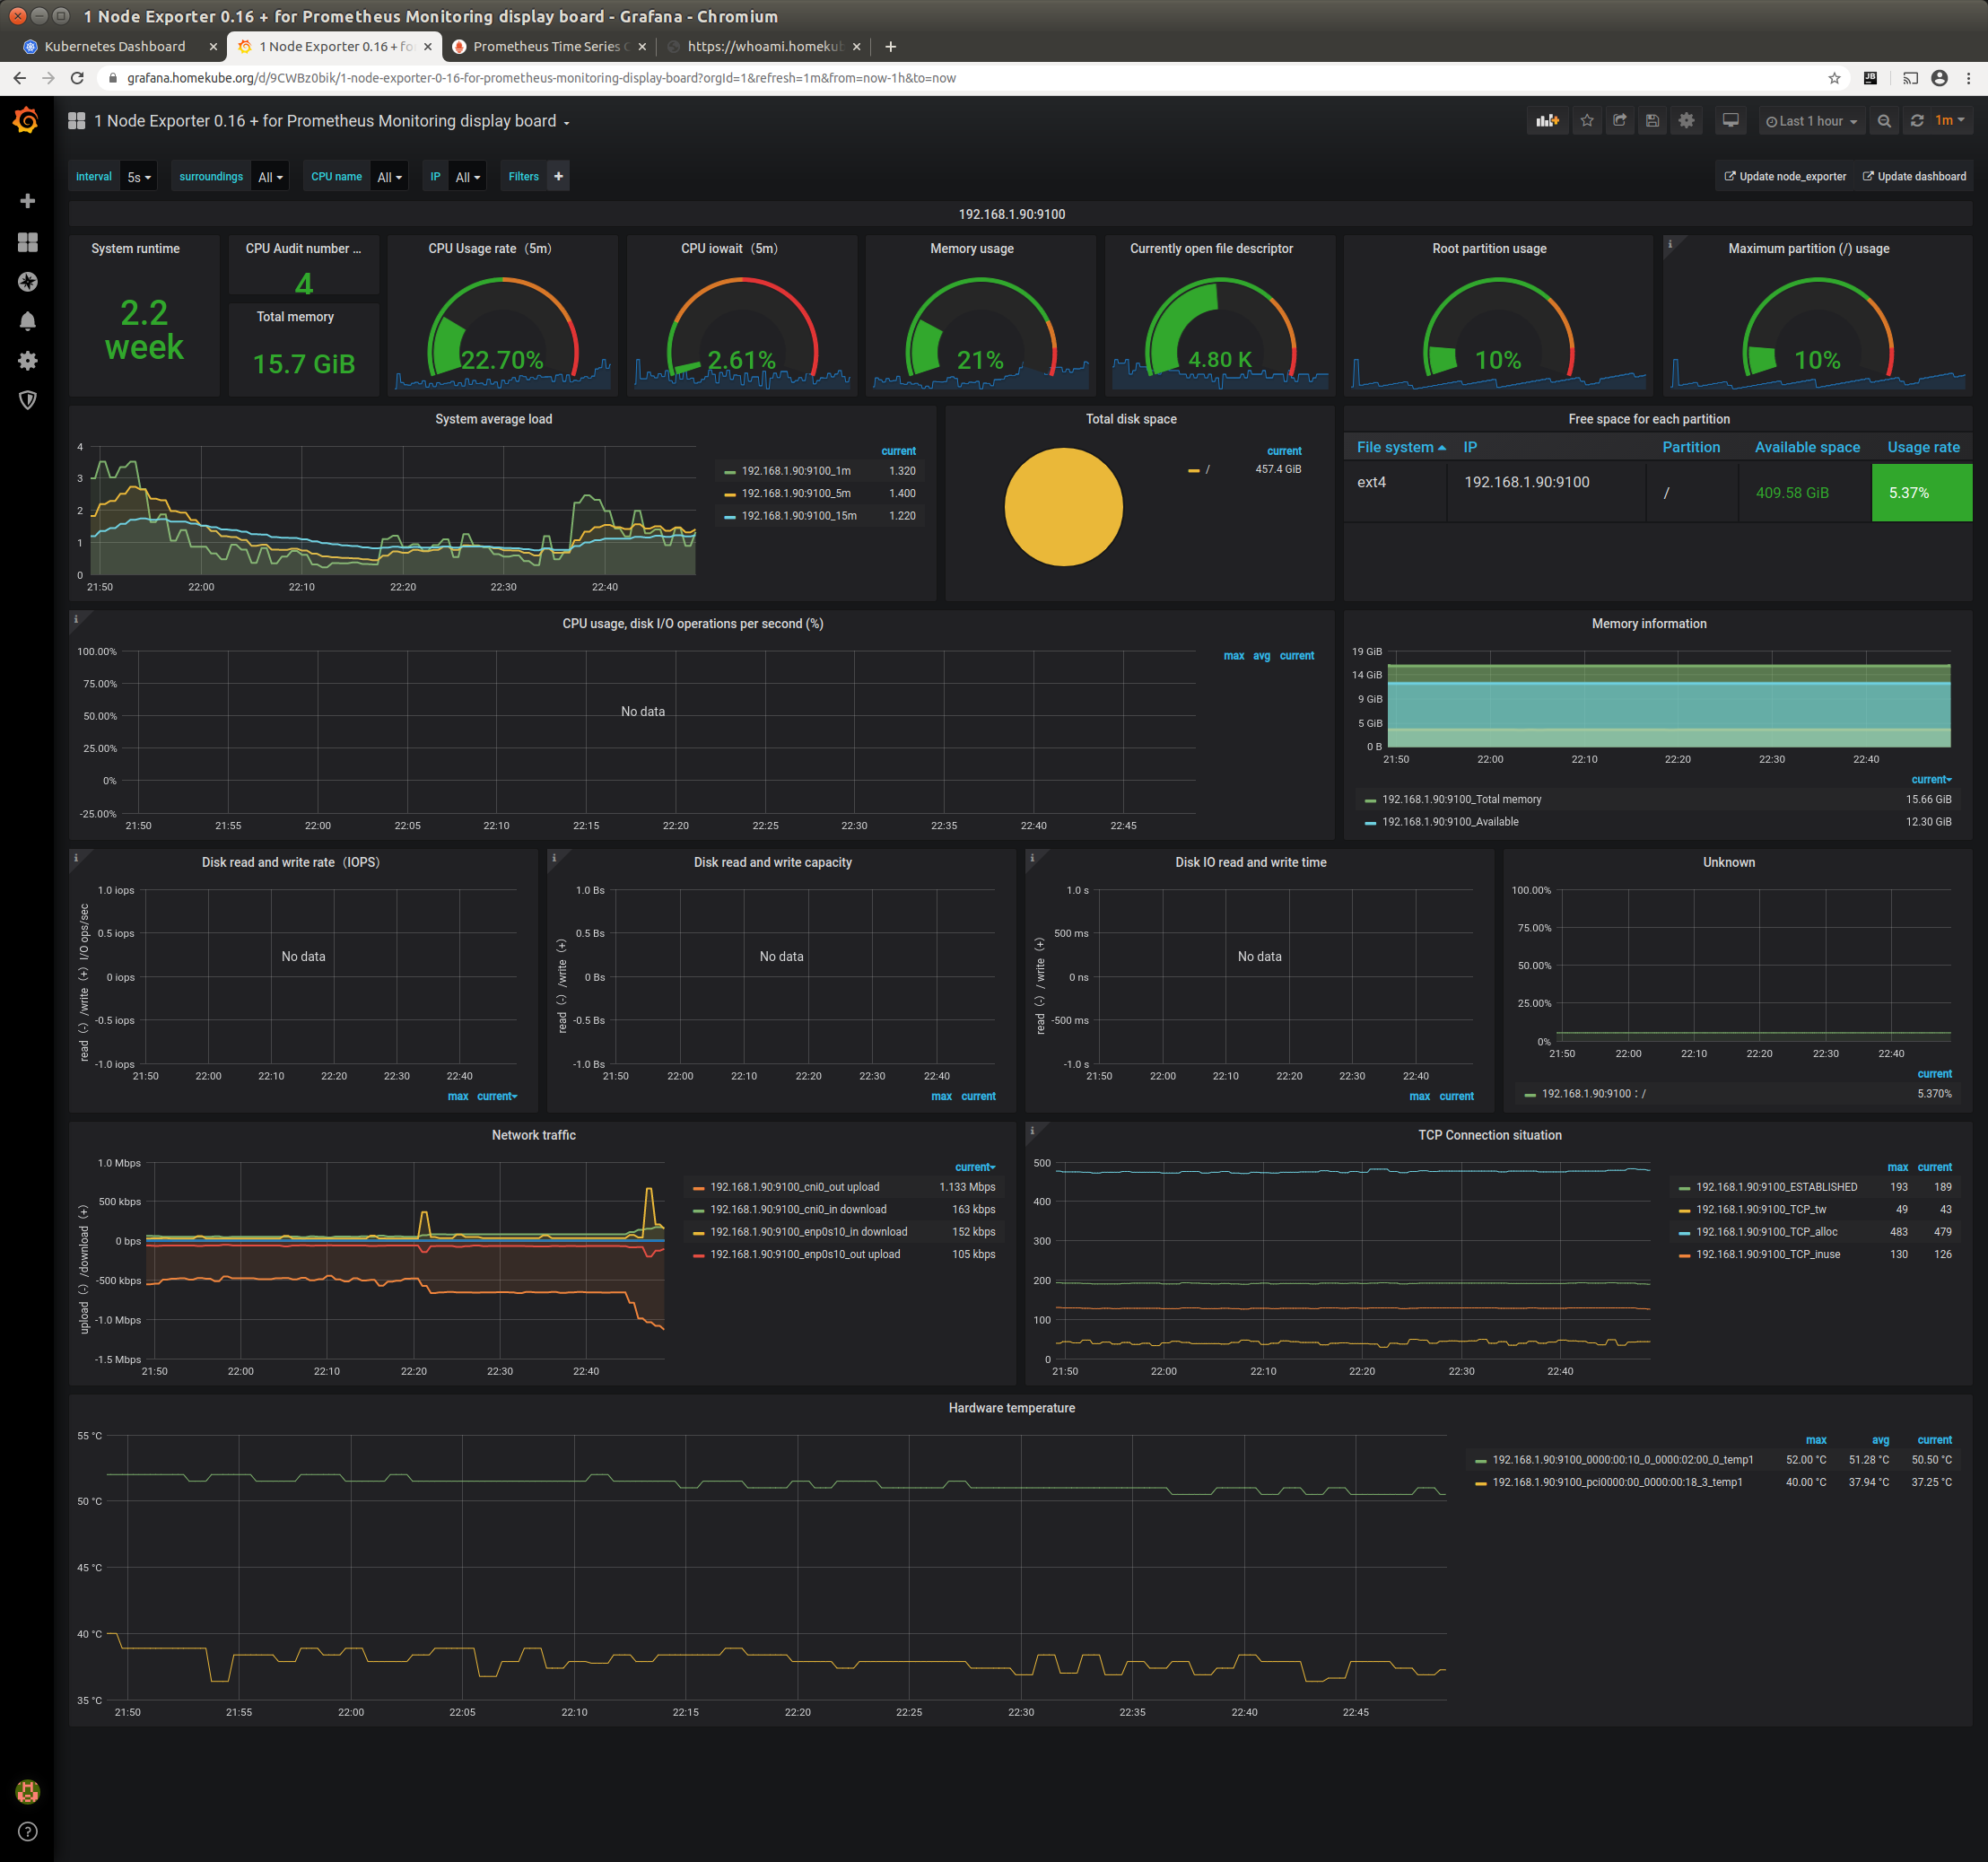 1 Node Exporter 0.16 + for Prometheus Monitoring display board - Grafana - Chromium
Kubernetes Dashboard
1 Node Exporter 0.16 + fo
Prometheus Time Series
https://whoami.homekub
grafana.homekube.org/d/9CWBz0bik/1-node-exporter-0-16-for-prometheus-monitoring-display-board?orgId=1&refresh=1m&from=now-1h&to=now
1 Node Exporter 0.16 + for Prometheus Monitoring display board
Last 1 hour
1m
Interval 5s
surroundings All
CPU name All
IP All
Filters
Update node_exporter
Update dashboard
192.168.1.90:9100
System runtime
2.2
week
CPU Audit number ...
4
Total memory
15.7 GiB
CPU Usage rate（5m）
22.70%
CPU iowait（5m）
2.61%
Memory usage
21%
Currently open file descriptor
4.80 K
Root partition usage
10%
Maximum partition (/) usage
10%
System average load
4
3
2
1
0
21:50 22:00 22:10 22:20 22:30 22:40
current
192.168.1.90:9100_1m 1.320
192.168.1.90:9100_5m 1.400
192.168.1.90:9100_15m 1.220
Total disk space
current
/ 457.4 GiB
Free space for each partition
File system IP Partition Available space Usage rate
ext4 192.168.1.90:9100 / 409.58 GiB 5.37%
CPU usage, disk I/O operations per second (%)
100.00%
75.00%
50.00%
25.00%
0%
-25.00%
No data
21:50 21:55 22:00 22:05 22:10 22:15 22:20 22:25 22:30 22:35 22:40 22:45
max avg current
Memory information
19 GiB
14 GiB
9 GiB
5 GiB
0 B
21:50 22:00 22:10 22:20 22:30 22:40
current
192.168.1.90:9100_Total memory 15.66 GiB
192.168.1.90:9100_Available 12.30 GiB
Disk read and write rate（IOPS）
read（-）/write（+）I/O ops/sec
1.0 iops
0.5 iops
0 iops
-0.5 iops
-1.0 iops
No data
21:50 22:00 22:10 22:20 22:30 22:40
max current
Disk read and write capacity
read（-）/write（+）
1.0 Bs
0.5 Bs
0 Bs
-0.5 Bs
-1.0 Bs
No data
21:50 22:00 22:10 22:20 22:30 22:40
max current
Disk IO read and write time
read（-）/ write（+）
1.0 s
500 ms
0 ns
-500 ms
-1.0 s
No data
21:50 22:00 22:10 22:20 22:30 22:40
max current
Unknown
100.00%
75.00%
50.00%
25.00%
0%
21:50 22:00 22:10 22:20 22:30 22:40
current
192.168.1.90:9100：/ 5.370%
Network traffic
upload（-）/download（+）
1.0 Mbps
500 kbps
0 bps
-500 kbps
-1.0 Mbps
-1.5 Mbps
21:50 22:00 22:10 22:20 22:30 22:40
current
192.168.1.90:9100_cni0_out upload 1.133 Mbps
192.168.1.90:9100_cni0_in download 163 kbps
192.168.1.90:9100_enp0s10_in download 152 kbps
192.168.1.90:9100_enp0s10_out upload 105 kbps
TCP Connection situation
500
400
300
200
100
0
21:50 22:00 22:10 22:20 22:30 22:40
max current
192.168.1.90:9100_ESTABLISHED 193 189
192.168.1.90:9100_TCP_tw 49 43
192.168.1.90:9100_TCP_alloc 483 479
192.168.1.90:9100_TCP_inuse 130 126
Hardware temperature
55 °C
50 °C
45 °C
40 °C
35 °C
21:50 21:55 22:00 22:05 22:10 22:15 22:20 22:25 22:30 22:35 22:40 22:45
max avg current
192.168.1.90:9100_0000:00:10_0_0000:02:00_0_temp1 52.00 °C 51.28 °C 50.50 °C
192.168.1.90:9100_pci0000:00_0000:00:18_3_temp1 40.00 °C 37.94 °C 37.25 °C